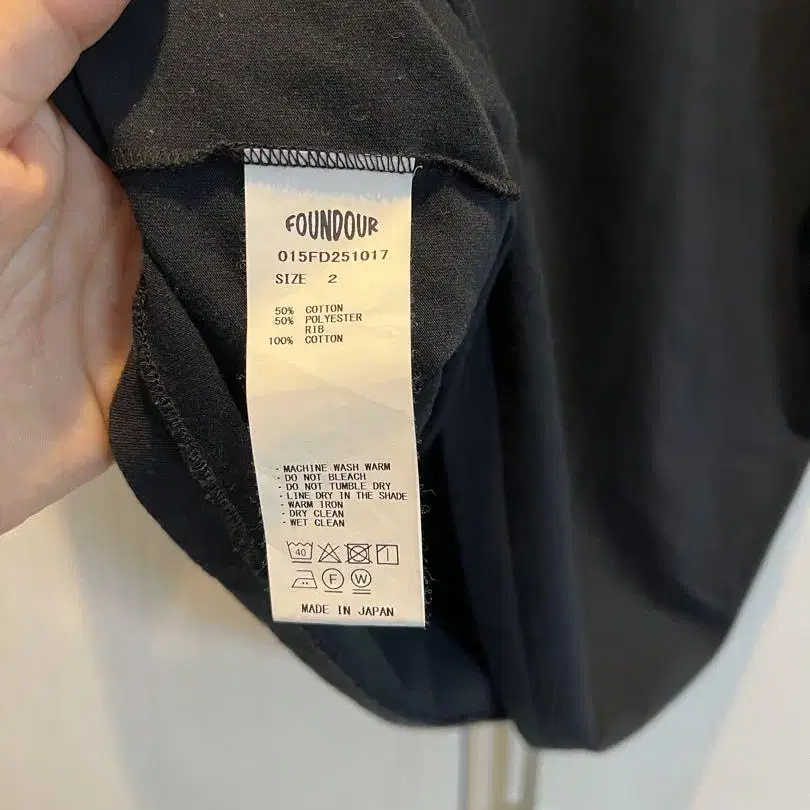 FOUNDOUR
015FD251017
SIZE 2
50% COTTON
50% POLYESTER
RIB
100% COTTON
- MACHINE WASH WARM
- DO NOT BLEACH
- DO NOT TUMBLE DRY
- LINE DRY IN THE SHADE
- WARM IRON
- DRY CLEAN
- WET CLEAN
40
F W
MADE IN JAPAN